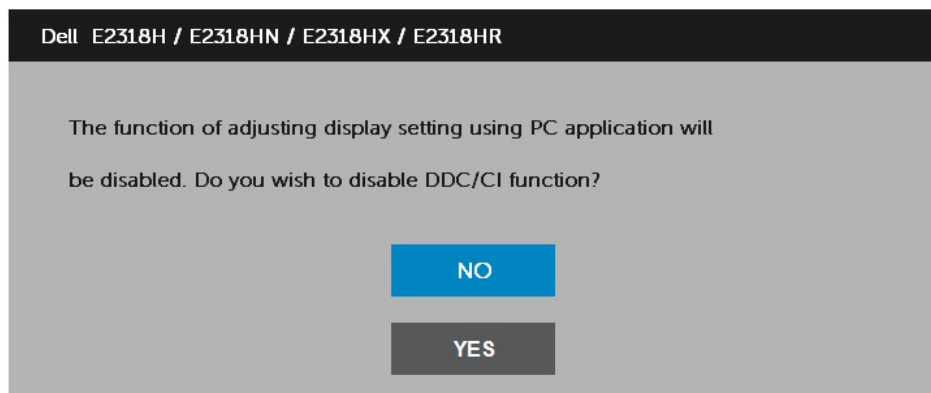 Dell E2318H / E2318HN / E2318HX / E2318HR
The function of adjusting display setting using PC application will
be disabled. Do you wish to disable DDC/CI function?
NO
YES